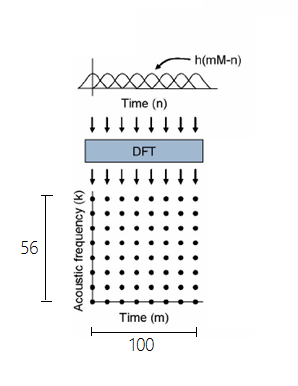 h(mM-n)
Time (n)
DFT
Acoustic frequency (k)
56
Time (m)
100